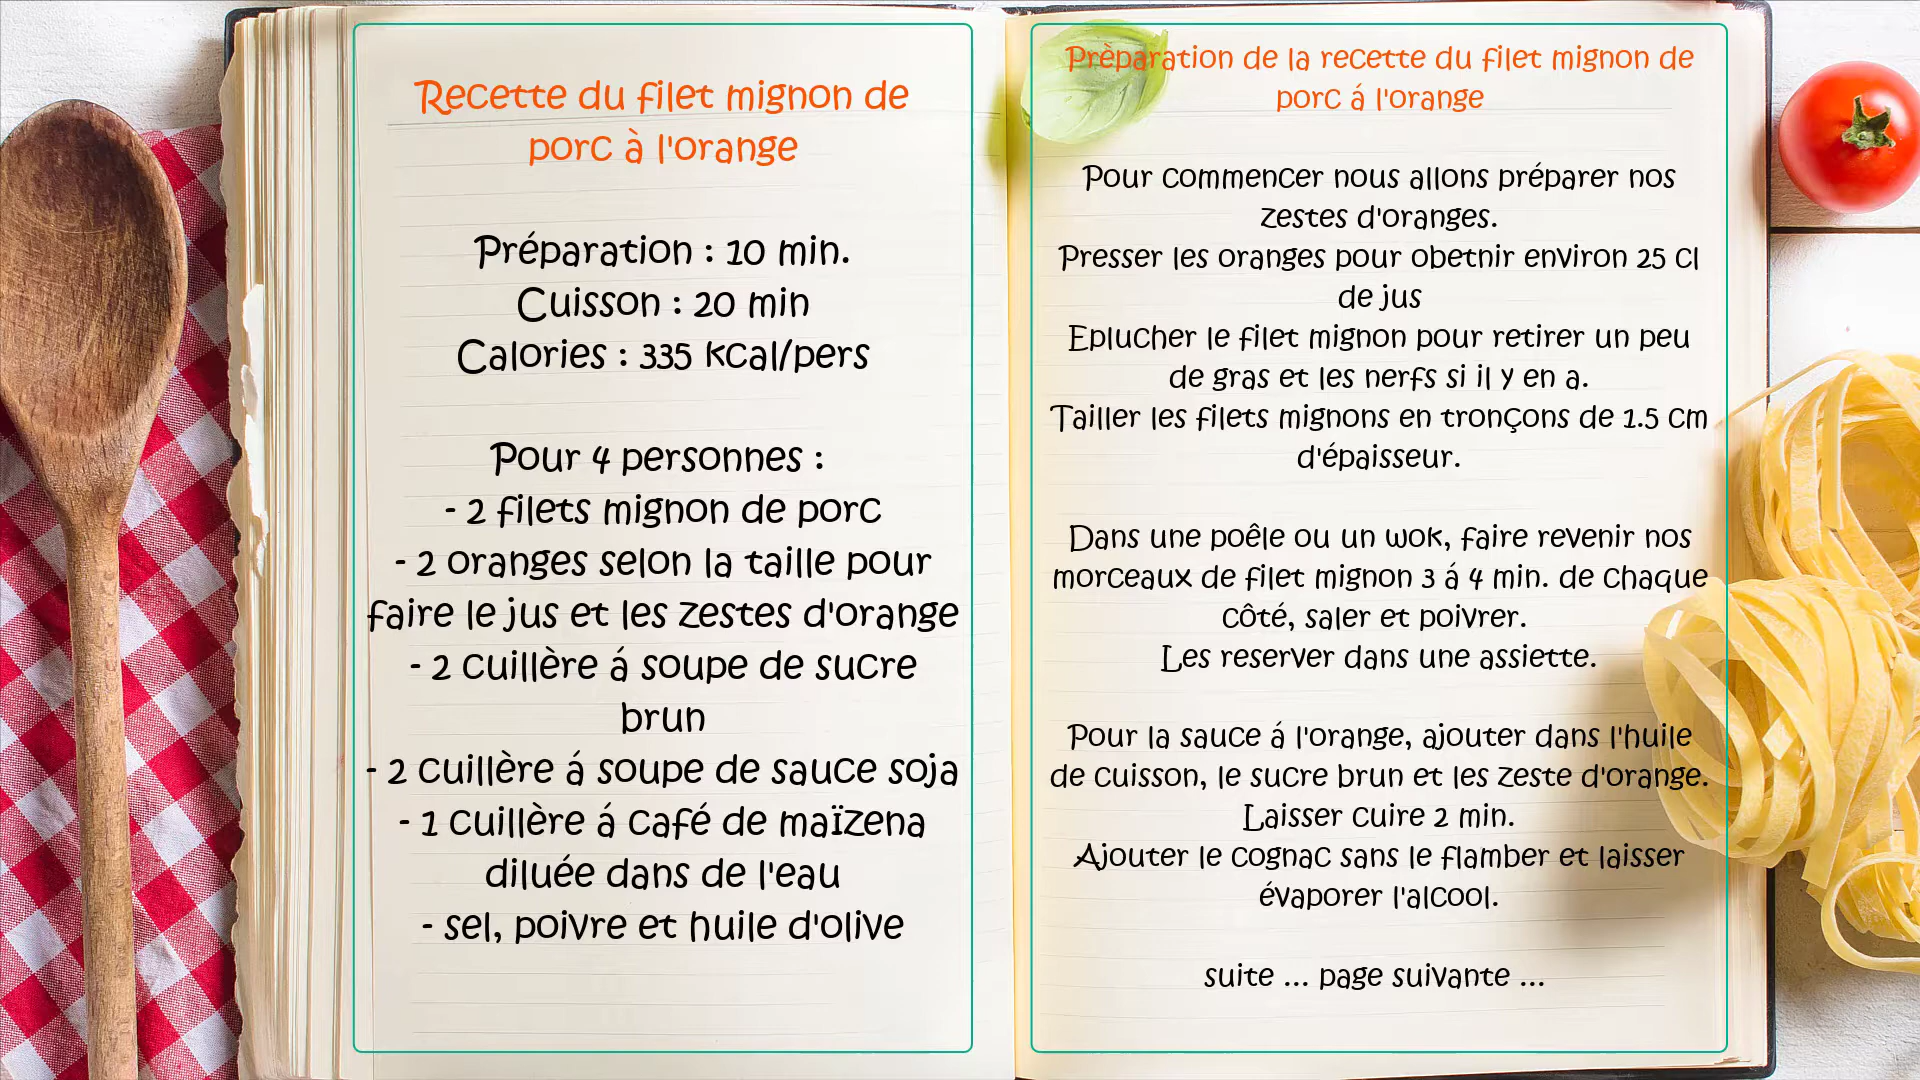 Recette du filet mignon de
porc à l'orange
Préparation : 10 min.
Cuisson : 20 min
Calories : 335 kcal/pers
Pour 4 personnes :
- 2 filets mignon de porc
- 2 oranges selon la taille pour
faire le jus et les zestes d'orange
- 2 cuillère á soupe de sucre
brun
- 2 cuillère á soupe de sauce soja
- 1 cuillère á café de maïzena
diluée dans de l'eau
- sel, poivre et huile d'olive
Prèparation de la recette du filet mignon de
porc á l'orange
Pour commencer nous allons préparer nos
zestes d'oranges.
Presser les oranges pour obetnir environ 25 cl
de jus
Eplucher le filet mignon pour retirer un peu
de gras et les nerfs si il y en a.
Tailler les filets mignons en tronçons de 1.5 cm
d'épaisseur.
Dans une poêle ou un wok, faire revenir nos
morceaux de filet mignon 3 á 4 min. de chaque
côté, saler et poivrer.
Les reserver dans une assiette.
Pour la sauce á l'orange, ajouter dans l'huile
de cuisson, le sucre brun et les zeste d'orange.
Laisser cuire 2 min.
Ajouter le cognac sans le flamber et laisser
évaporer l'alcool.
suite ... page suivante ...